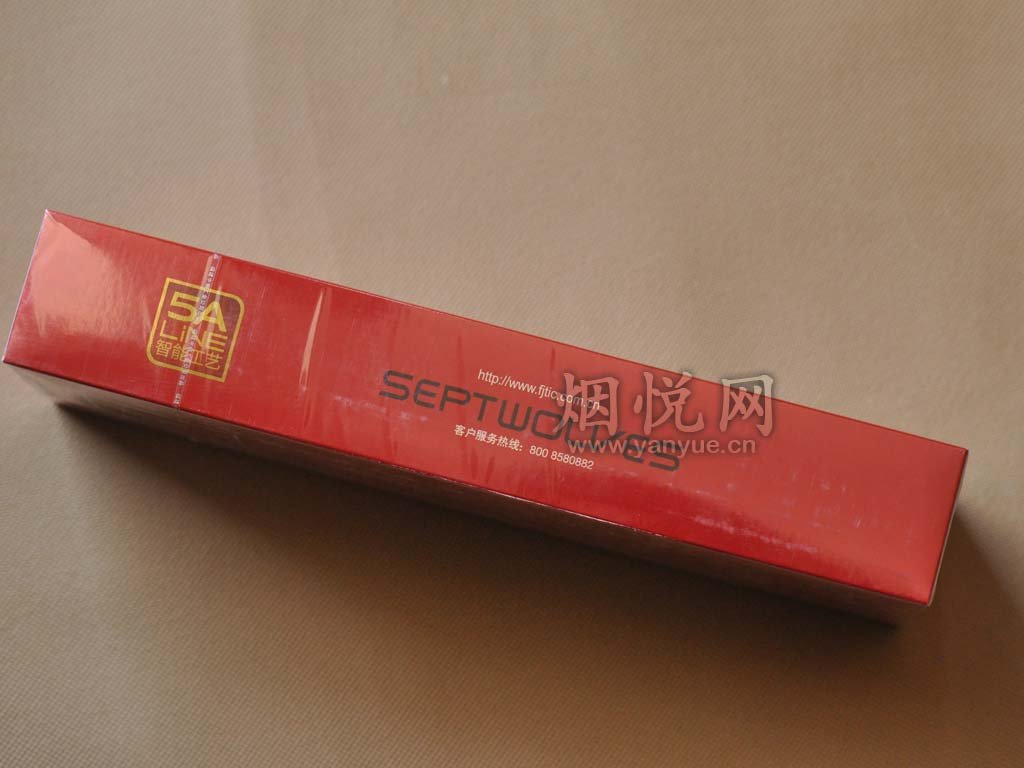 5A
LiNE
智能工艺
http://www.fjtic.com.cn
SEPTWOLVES
客户服务热线：800 8580882
烟悦网
www.yanyue.cn